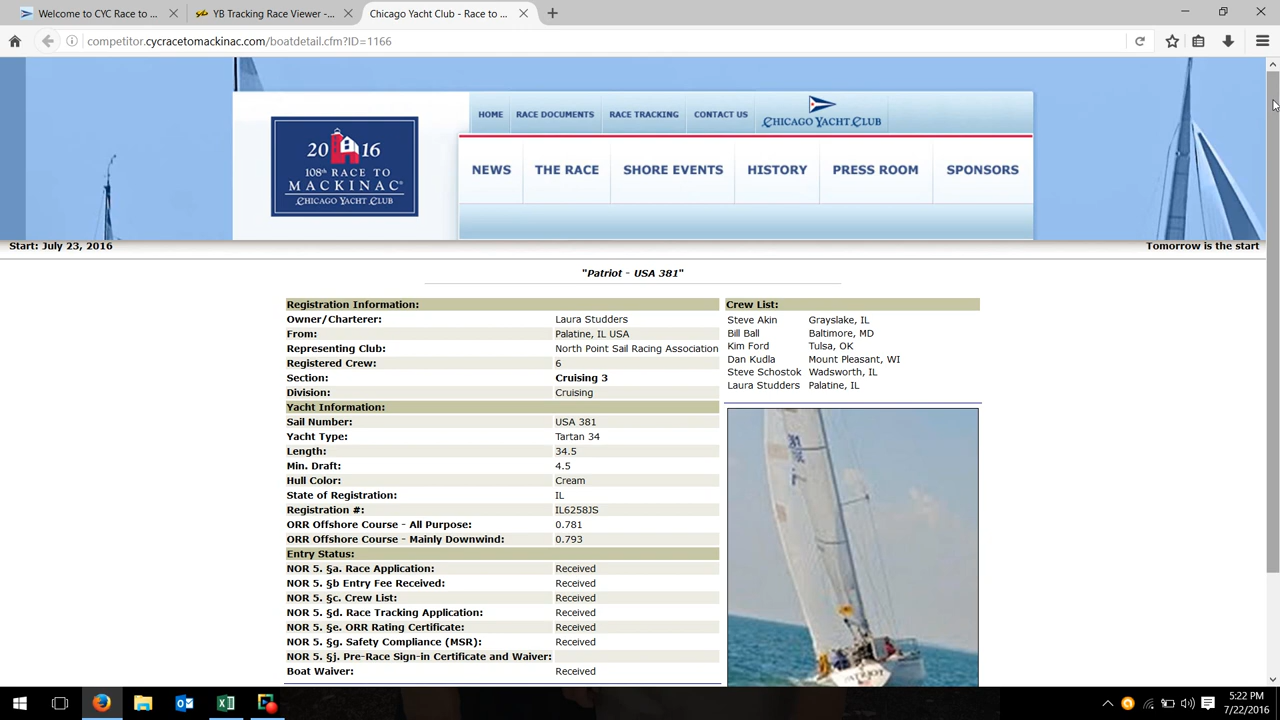 Welcome to CYC Race to ...
YB Tracking Race Viewer - ...
Chicago Yacht Club - Race to ...
competitor.cycracetomackinac.com/boatdetail.cfm?ID=1166
HOME RACE DOCUMENTS RACE TRACKING CONTACT US CHICAGO YACHT CLUB
2016
108th RACE TO
MACKINAC®
CHICAGO YACHT CLUB
NEWS THE RACE SHORE EVENTS HISTORY PRESS ROOM SPONSORS
Start: July 23, 2016 Tomorrow is the start
"Patriot - USA 381"
Registration Information:
Owner/Charterer: Laura Studders
From: Palatine, IL USA
Representing Club: North Point Sail Racing Association
Registered Crew: 6
Section: Cruising 3
Division: Cruising
Yacht Information:
Sail Number: USA 381
Yacht Type: Tartan 34
Length: 34.5
Min. Draft: 4.5
Hull Color: Cream
State of Registration: IL
Registration #: IL6258JS
ORR Offshore Course - All Purpose: 0.781
ORR Offshore Course - Mainly Downwind: 0.793
Entry Status:
NOR 5. §a. Race Application: Received
NOR 5. §b Entry Fee Received: Received
NOR 5. §c. Crew List: Received
NOR 5. §d. Race Tracking Application: Received
NOR 5. §e. ORR Rating Certificate: Received
NOR 5. §g. Safety Compliance (MSR): Received
NOR 5. §j. Pre-Race Sign-in Certificate and Waiver:
Boat Waiver: Received
Crew List:
Steve Akin Grayslake, IL
Bill Ball Baltimore, MD
Kim Ford Tulsa, OK
Dan Kudla Mount Pleasant, WI
Steve Schostok Wadsworth, IL
Laura Studders Palatine, IL
5:22 PM
7/22/2016